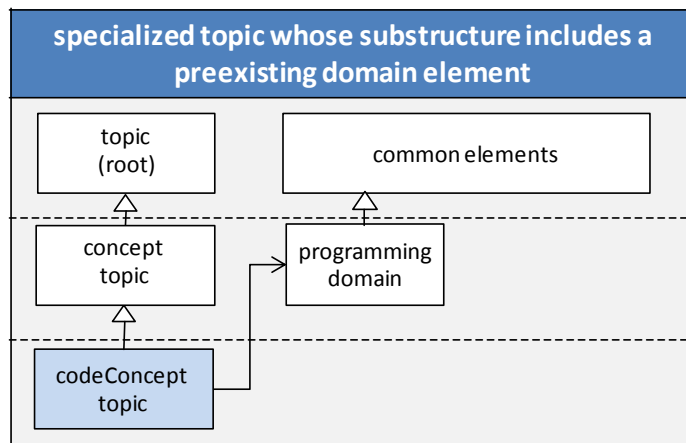 specialized topic whose substructure includes a
preexisting domain element
topic
(root)
common elements
concept
topic
programming
domain
codeConcept
topic